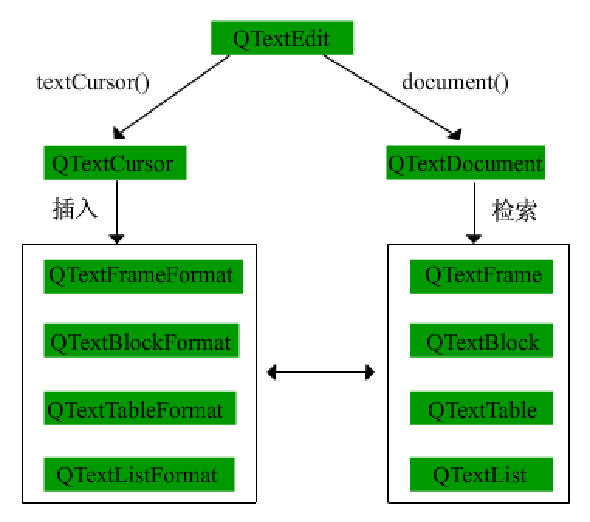 QTextEdit
textCursor()
document()
QTextCursor
QTextDocument
插入
检索
QTextFrameFormat
QTextBlockFormat
QTextTableFormat
QTextListFormat
QTextFrame
QTextBlock
QTextTable
QTextList